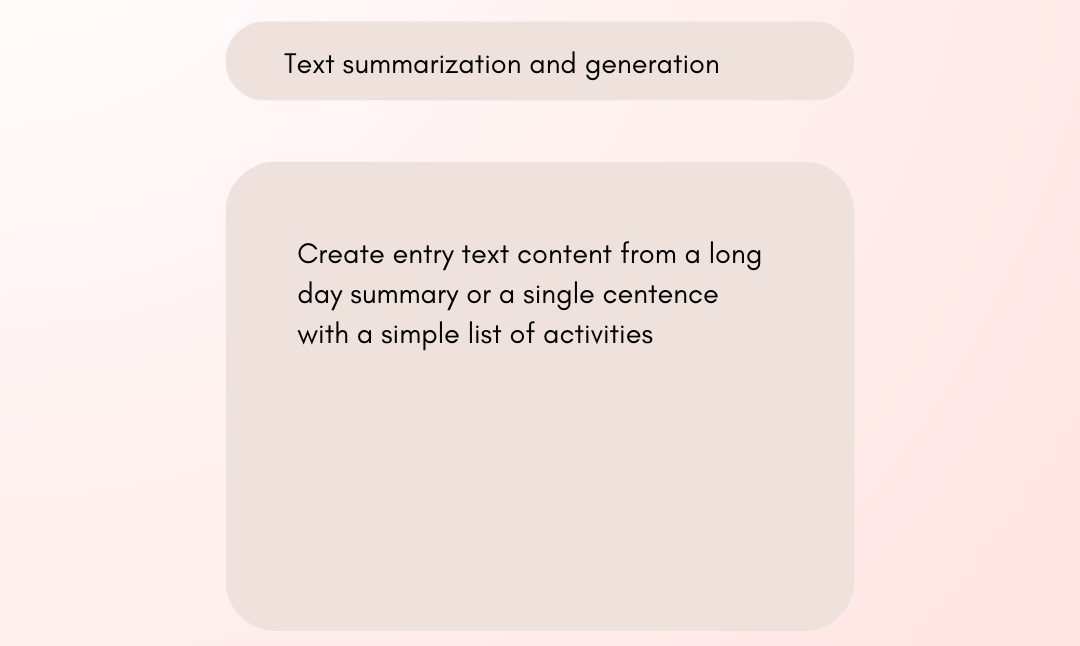 Text summarization and generation
Create entry text content from a long
day summary or a single centence
with a simple list of activities